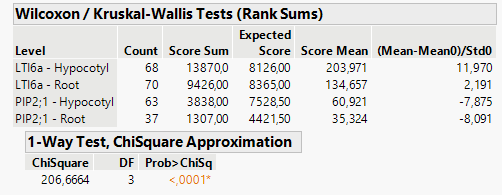 Wilcoxon / Kruskal-Wallis Tests (Rank Sums)
Expected
Level Count Score Sum Score Score Mean (Mean-Mean0)/Std0
LTI6a - Hypocotyl 68 13870,0 8126,00 203,971 11,970
LTI6a - Root 70 9426,00 8365,00 134,657 2,191
PIP2;1 - Hypocotyl 63 3838,00 7528,50 60,921 -7,875
PIP2;1 - Root 37 1307,00 4421,50 35,324 -8,091
1-Way Test, ChiSquare Approximation
ChiSquare DF Prob>ChiSq
206,6664 3 <,0001*